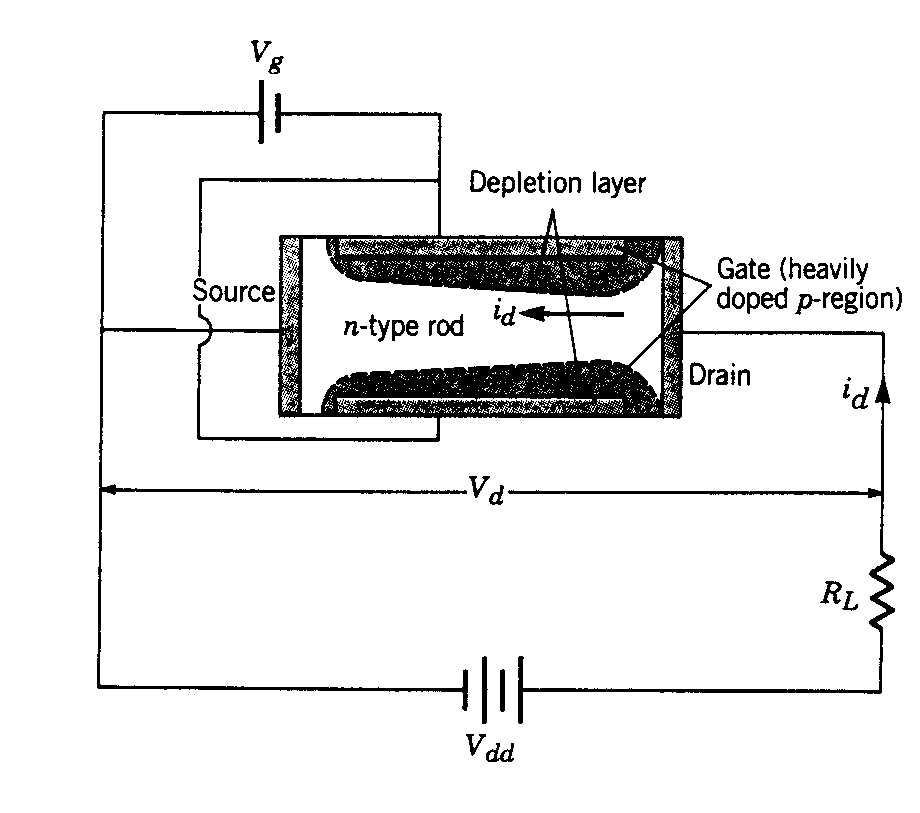 V_g
Depletion layer
Gate (heavily
doped p-region)
Source
i_d
n-type rod
Drain
i_d
V_d
R_L
V_dd